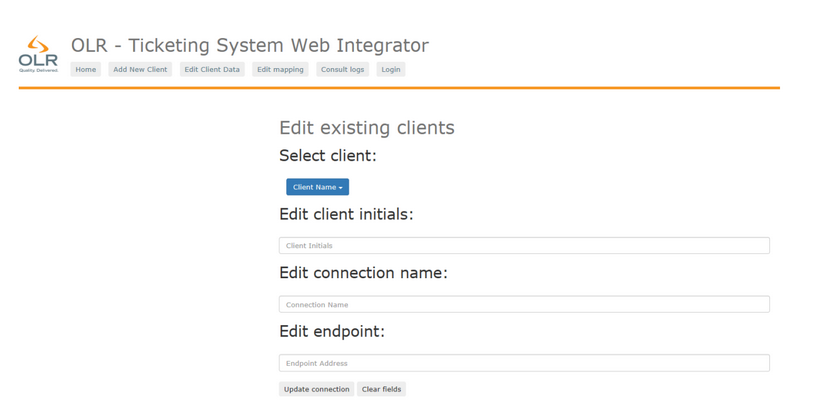 OLR - Ticketing System Web Integrator
OLR
Quality. Delivered.
Home Add New Client Edit Client Data Edit mapping Consult logs Login
Edit existing clients
Select client:
Client Name
Edit client initials:
Client Initials
Edit connection name:
Connection Name
Edit endpoint:
Endpoint Address
Update connection Clear fields